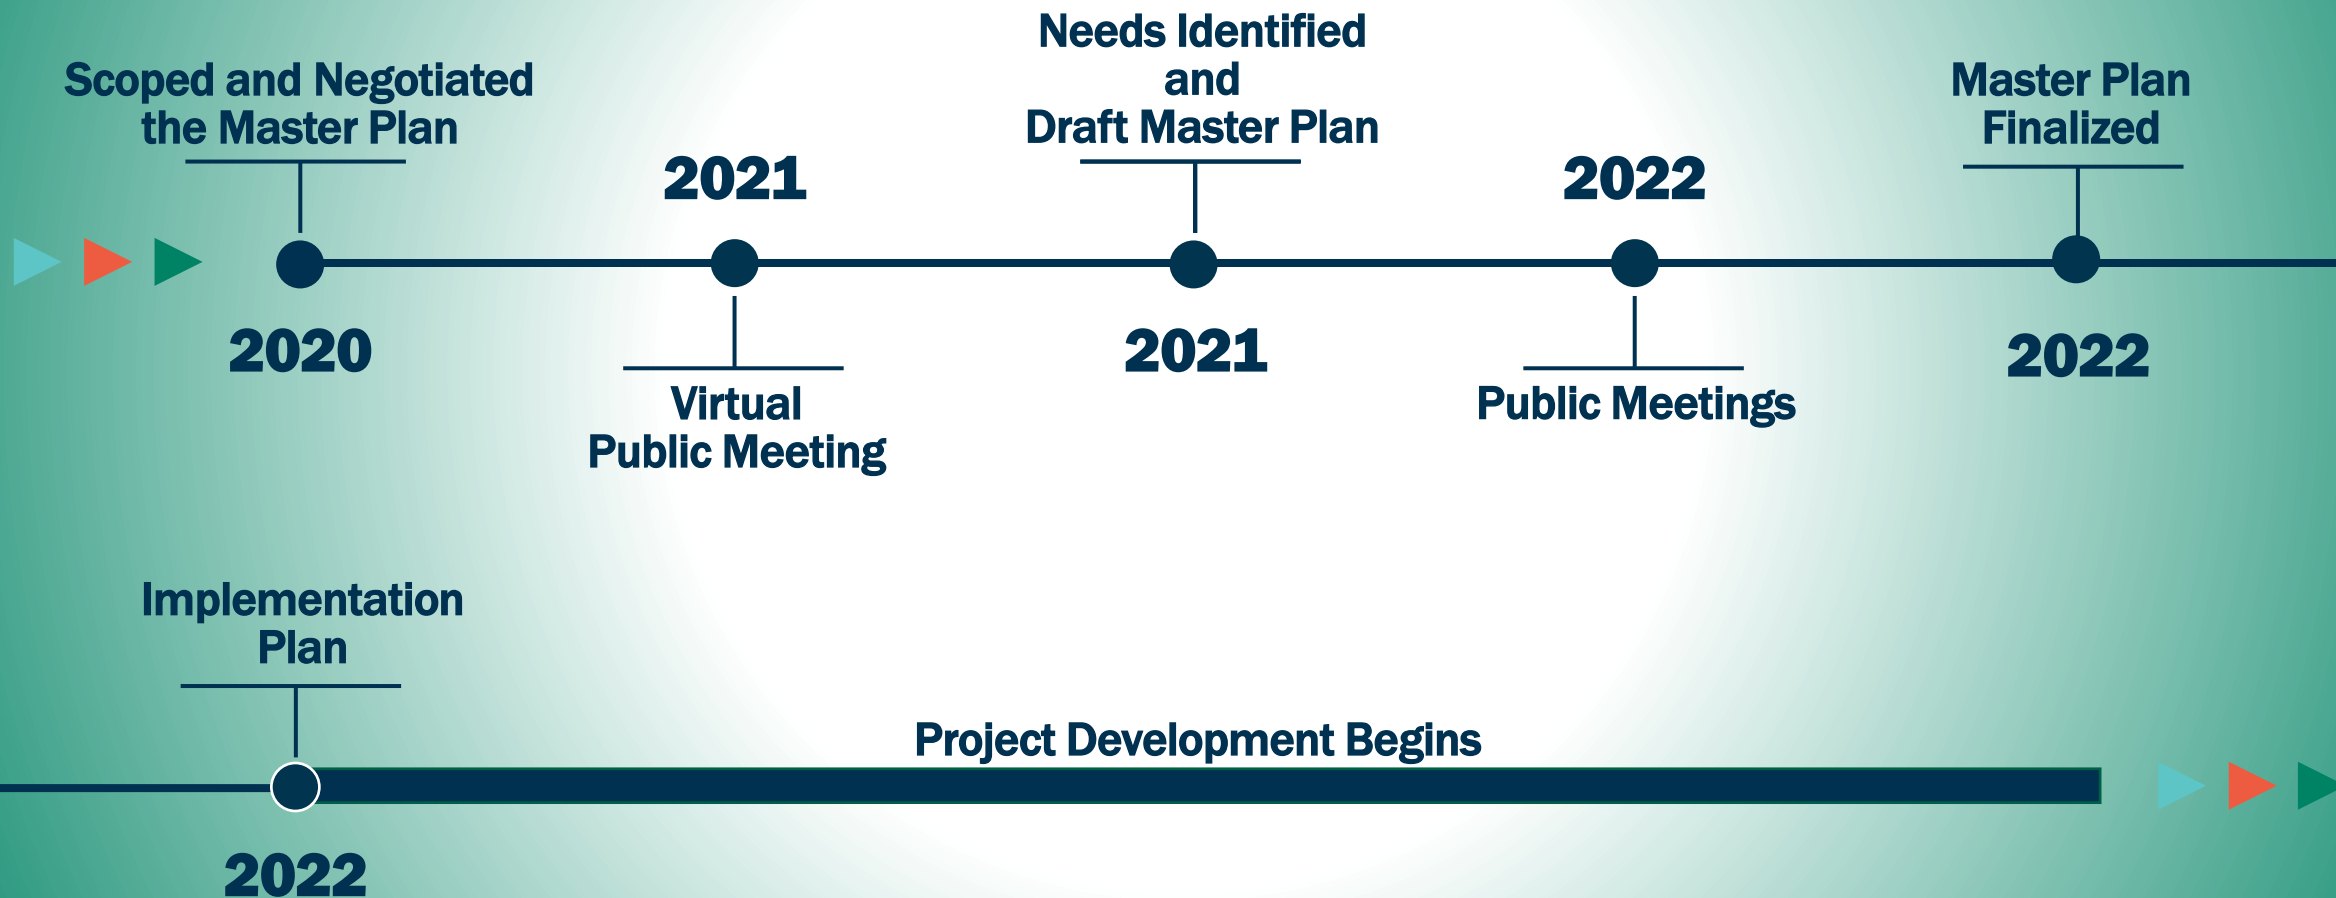 Scoped and Negotiated
the Master Plan
2020
2021
Virtual
Public Meeting
Needs Identified
and
Draft Master Plan
2021
2022
Public Meetings
Master Plan
Finalized
2022
Implementation
Plan
2022
Project Development Begins